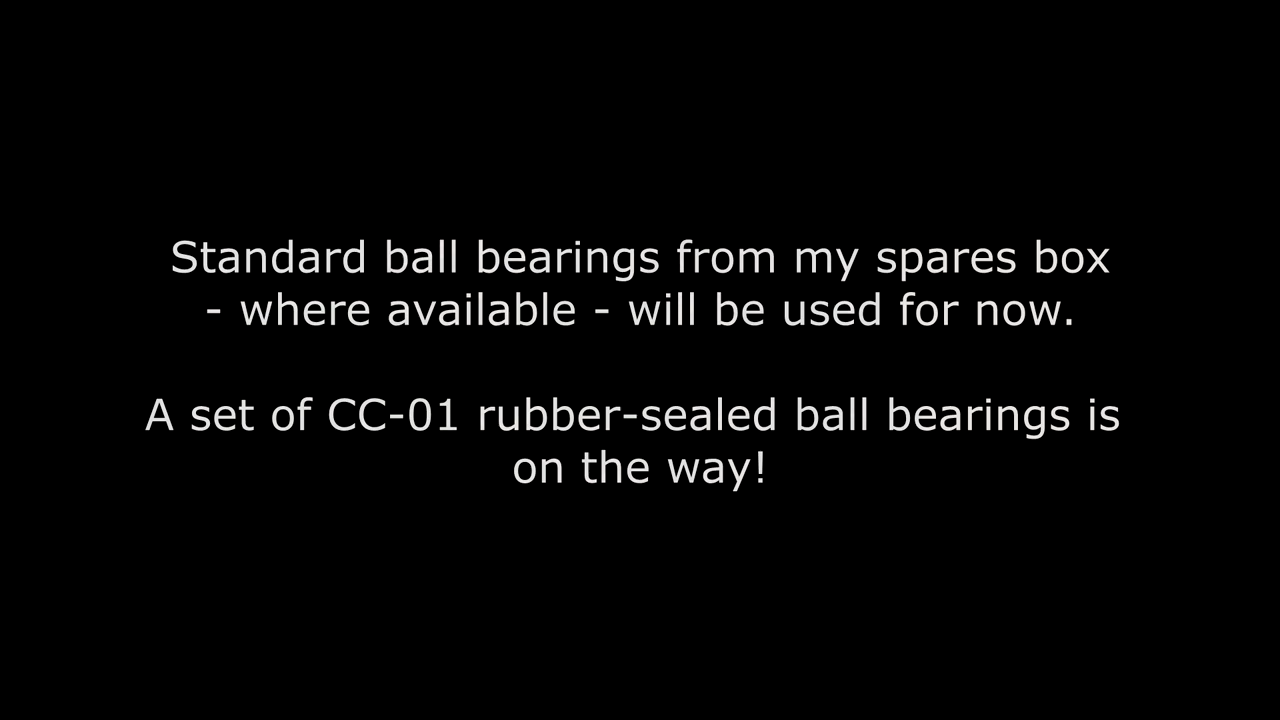 Standard ball bearings from my spares box
- where available - will be used for now.
A set of CC-01 rubber-sealed ball bearings is
on the way!